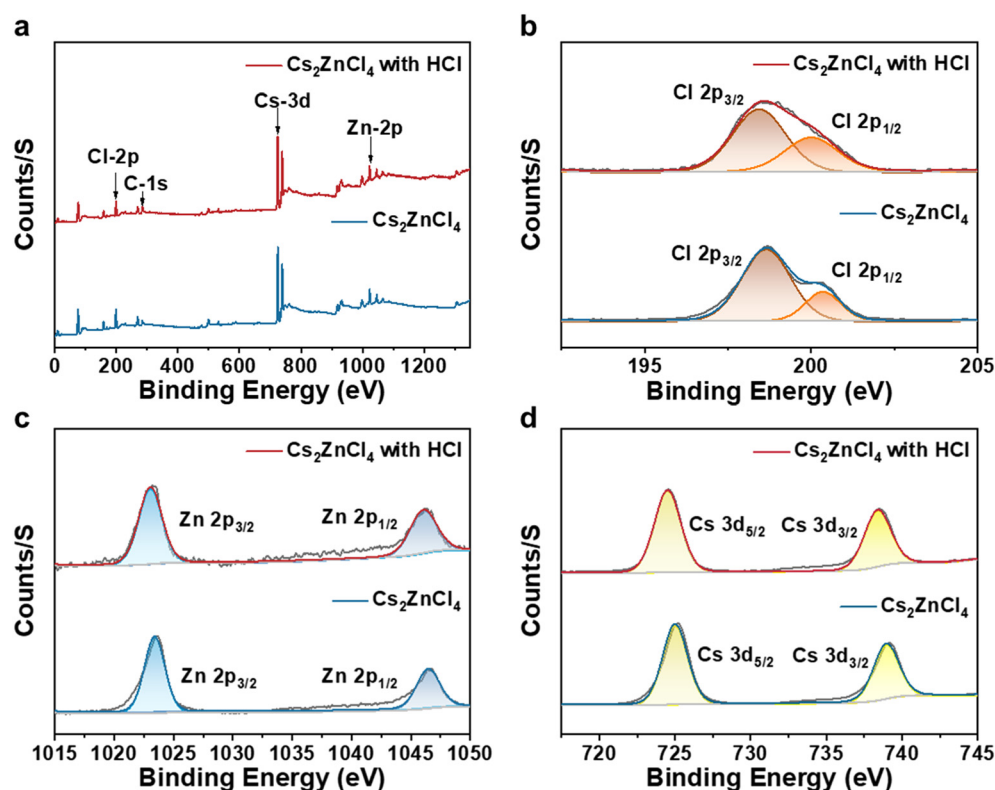 a
Cs₂ZnCl₄ with HCl
Cs-3d
Zn-2p
Cl-2p
C-1s
Cs₂ZnCl₄
Counts/S
0 200 400 600 800 1000 1200
Binding Energy (eV)
b
Cs₂ZnCl₄ with HCl
Cl 2p₃/₂
Cl 2p₁/₂
Cs₂ZnCl₄
Cl 2p₃/₂
Cl 2p₁/₂
Counts/S
195 200 205
Binding Energy (eV)
c
Cs₂ZnCl₄ with HCl
Zn 2p₃/₂ Zn 2p₁/₂
Cs₂ZnCl₄
Zn 2p₃/₂ Zn 2p₁/₂
Counts/S
1015 1020 1025 1030 1035 1040 1045 1050
Binding Energy (eV)
d
Cs₂ZnCl₄ with HCl
Cs 3d₅/₂ Cs 3d₃/₂
Cs₂ZnCl₄
Cs 3d₅/₂ Cs 3d₃/₂
Counts/S
720 725 730 735 740 745
Binding Energy (eV)